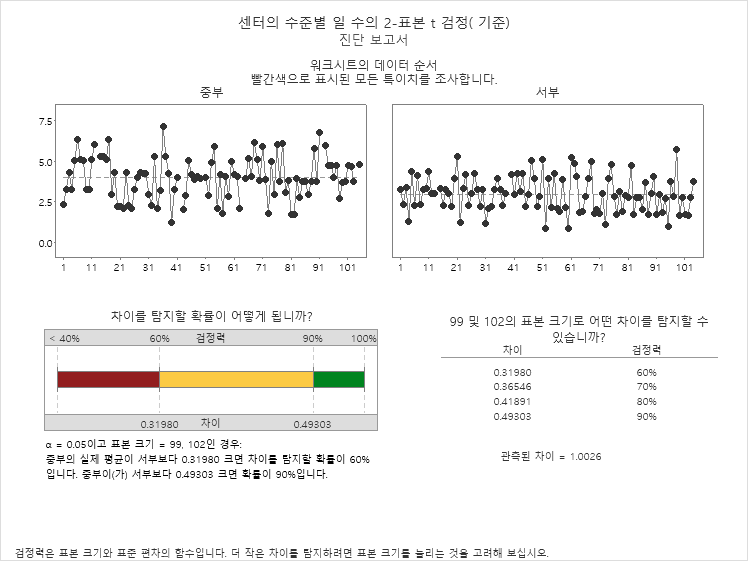 센터의 수준별 일 수의 2-표본 t 검정( 기준)
진단 보고서
워크시트의 데이터 순서
빨간색으로 표시된 모든 특이치를 조사합니다.
중부 서부
7.5
5.0
2.5
0.0
1 11 21 31 41 51 61 71 81 91 101
1 11 21 31 41 51 61 71 81 91 101
차이를 탐지할 확률이 어떻게 됩니까?
< 40% 60% 검정력 90% 100%
0.31980 차이 0.49303
α = 0.05이고 표본 크기 = 99, 102인 경우:
중부의 실제 평균이 서부보다 0.31980 크면 차이를 탐지할 확률이 60%
입니다. 중부이(가) 서부보다 0.49303 크면 확률이 90%입니다.
99 및 102의 표본 크기로 어떤 차이를 탐지할 수
있습니까?
차이 검정력
0.31980 60%
0.36546 70%
0.41891 80%
0.49303 90%
관측된 차이 = 1.0026
검정력은 표본 크기와 표준 편차의 함수입니다. 더 작은 차이를 탐지하려면 표본 크기를 늘리는 것을 고려해 보십시오.